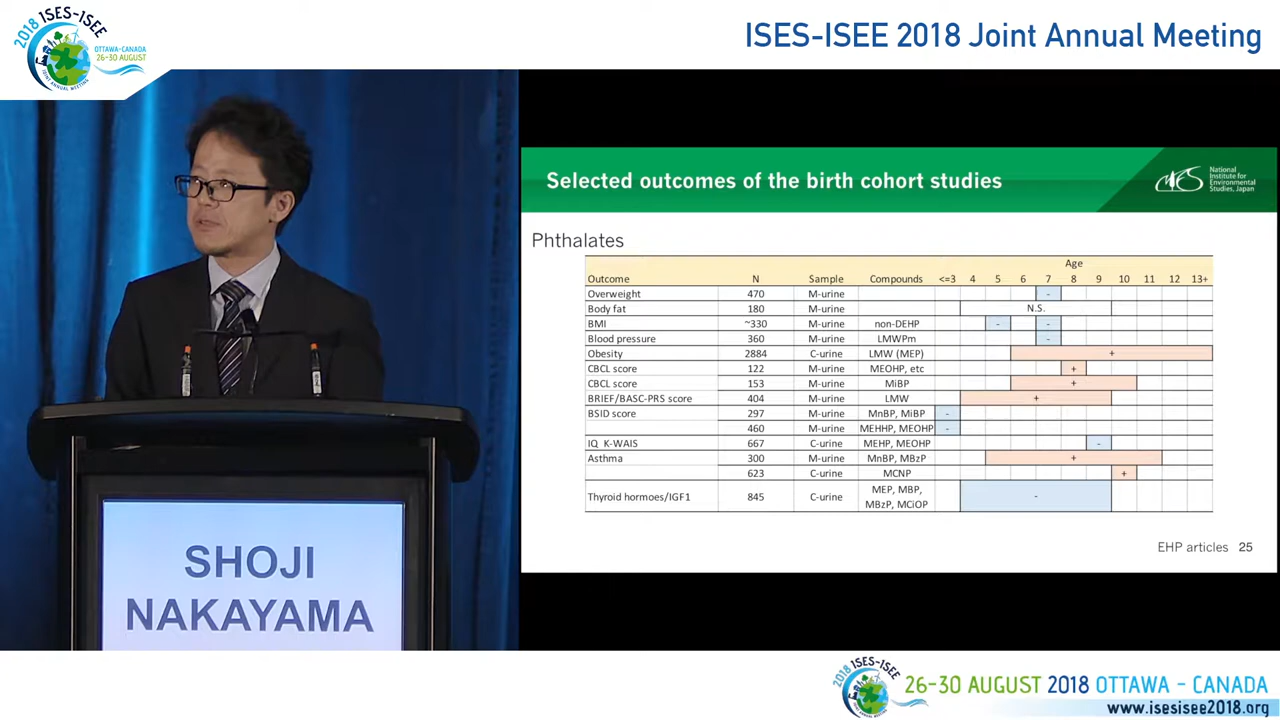 2018 ISES-ISEE
OTTAWA-CANADA
26-30 AUGUST
JOINT ANNUAL MEETING
ISES-ISEE 2018 Joint Annual Meeting
Selected outcomes of the birth cohort studies
National
Institute for
Environmental
Studies, Japan
Phthalates
Age
Outcome N Sample Compounds <=3 4 5 6 7 8 9 10 11 12 13+
Overweight 470 M-urine -
Body fat 180 M-urine N.S.
BMI ~330 M-urine non-DEHP - -
Blood pressure 360 M-urine LMWPm -
Obesity 2884 C-urine LMW (MEP) +
CBCL score 122 M-urine MEOHP, etc +
CBCL score 153 M-urine MiBP +
BRIEF/BASC-PRS score 404 M-urine LMW +
BSID score 297 M-urine MnBP, MiBP -
460 M-urine MEHHP, MEOHP -
IQ K-WAIS 667 C-urine MEHP, MEOHP -
Asthma 300 M-urine MnBP, MBzP +
623 C-urine MCNP +
Thyroid hormoes/IGF1 845 C-urine MEP, MBP, -
MBzP, MCiOP
EHP articles 25
SHOJI
NAKAYAMA
2018 ISES-ISEE
26-30 AUGUST 2018 OTTAWA - CANADA
www.isesisee2018.org